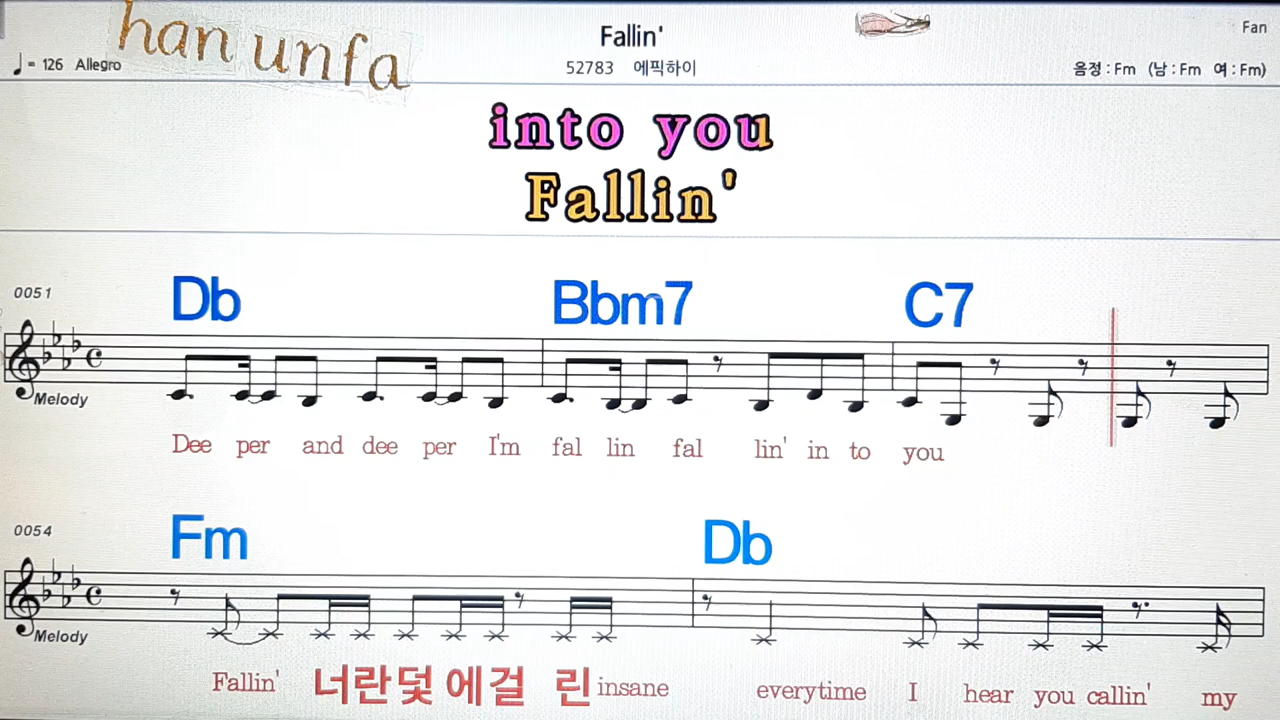 han unfa
Fallin'
Fan
♩= 126 Allegro
52783 에픽하이
음정 : Fm (남 : Fm 여 : Fm)
into you
Fallin'
0051
Db Bbm7 C7
Melody
Dee per and dee per I'm fal lin fal lin' in to you
0054
Fm Db
Melody
Fallin' 너란덫에걸린 insane everytime I hear you callin' my